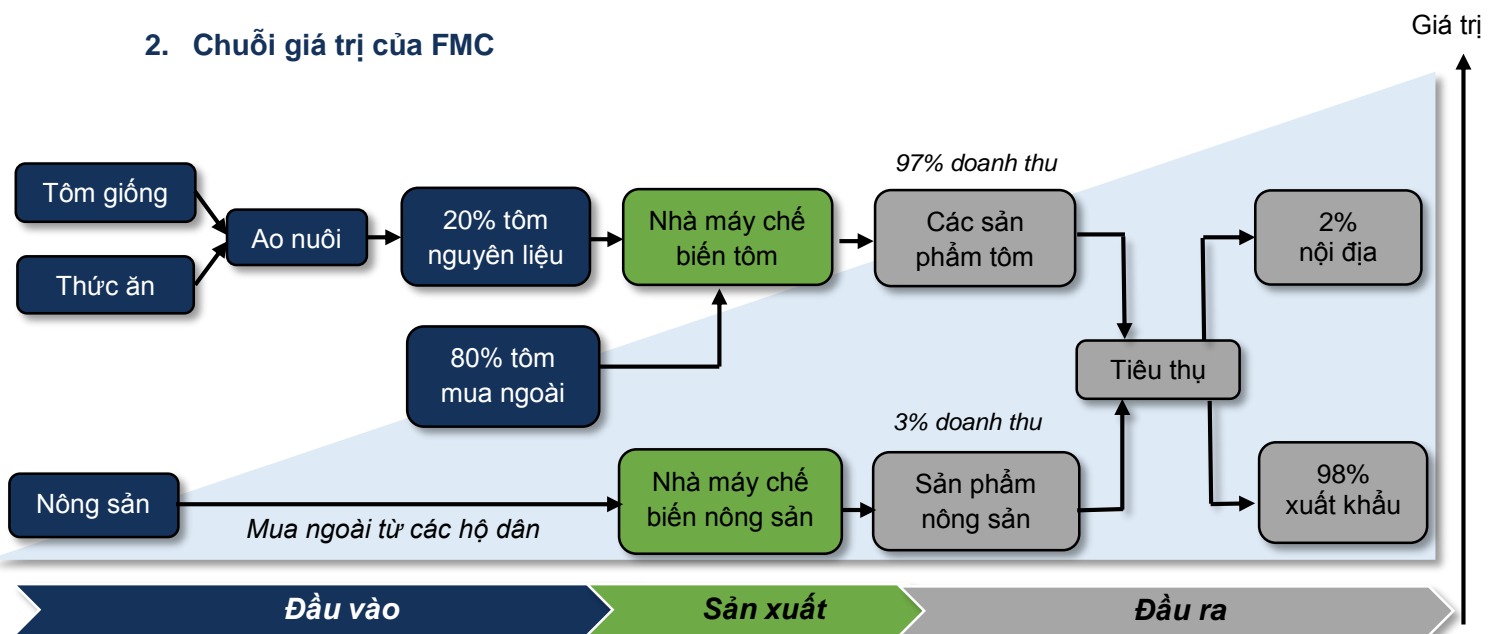 2. Chuỗi giá trị của FMC
Giá trị
97% doanh thu
Tôm giống
Thức ăn
Ao nuôi
20% tôm
nguyên liệu
Nhà máy chế
biến tôm
Các sản
phẩm tôm
2%
nội địa
80% tôm
mua ngoài
Tiêu thụ
3% doanh thu
Nông sản
Mua ngoài từ các hộ dân
Nhà máy chế
biến nông sản
Sản phẩm
nông sản
98%
xuất khẩu
Đầu vào
Sản xuất
Đầu ra